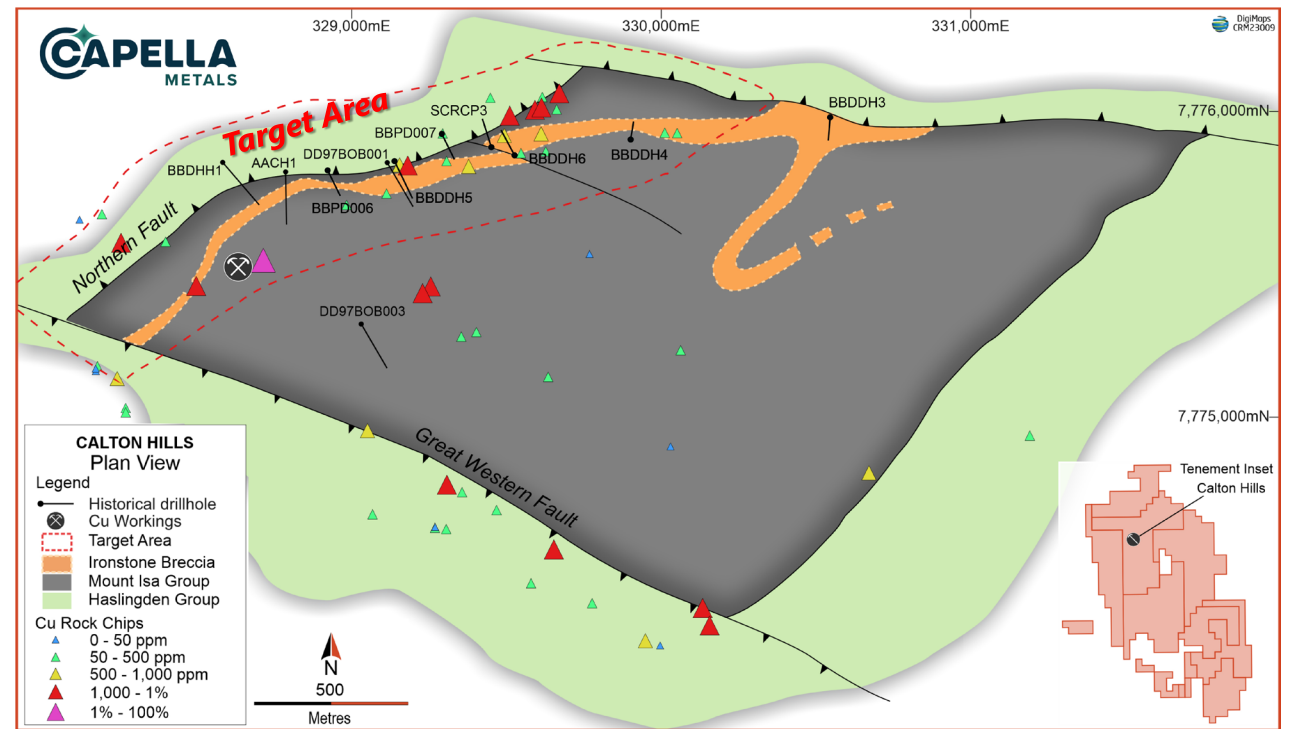 329,000mE
330,000mE
331,000mE
DigiMaps
CRM23009
CAPELLA
METALS
Target Area
7,776,000mN
BBDDH3
SCRCP3
BBPD007
DD97BOB001
AACH1
BBDHH1
BBDDH6
BBDDH4
BBDDH5
BBPD006
Northern Fault
DD97BOB003
7,775,000mN
Great Western Fault
CALTON HILLS
Plan View
Legend
Historical drillhole
Cu Workings
Target Area
Ironstone Breccia
Mount Isa Group
Haslingden Group
Cu Rock Chips
0 - 50 ppm
50 - 500 ppm
500 - 1,000 ppm
1,000 - 1%
1% - 100%
N
500
Metres
Tenement Inset
Calton Hills